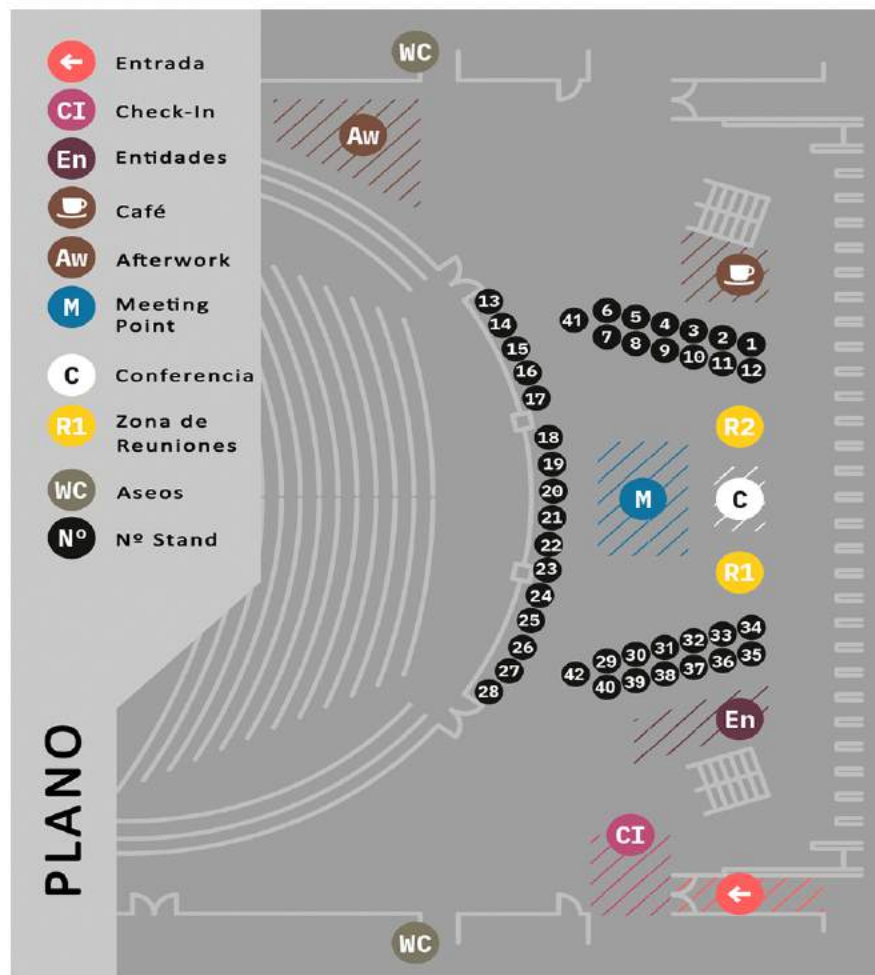 ← Entrada
CI Check-In
En Entidades
Café
Aw Afterwork
M Meeting
Point
C Conferencia
R1 Zona de
Reuniones
WC Aseos
Nº Nº Stand
PLANO
WC
Aw
13
14
15
16
17
18
19
20
21
22
23
24
25
26
27
28
41 6 5 4 3 2 1
7 8 9 10 11 12
R2
M C
R1
29 30 31 32 33 34
42 40 39 38 37 36 35
En
CI
←
WC